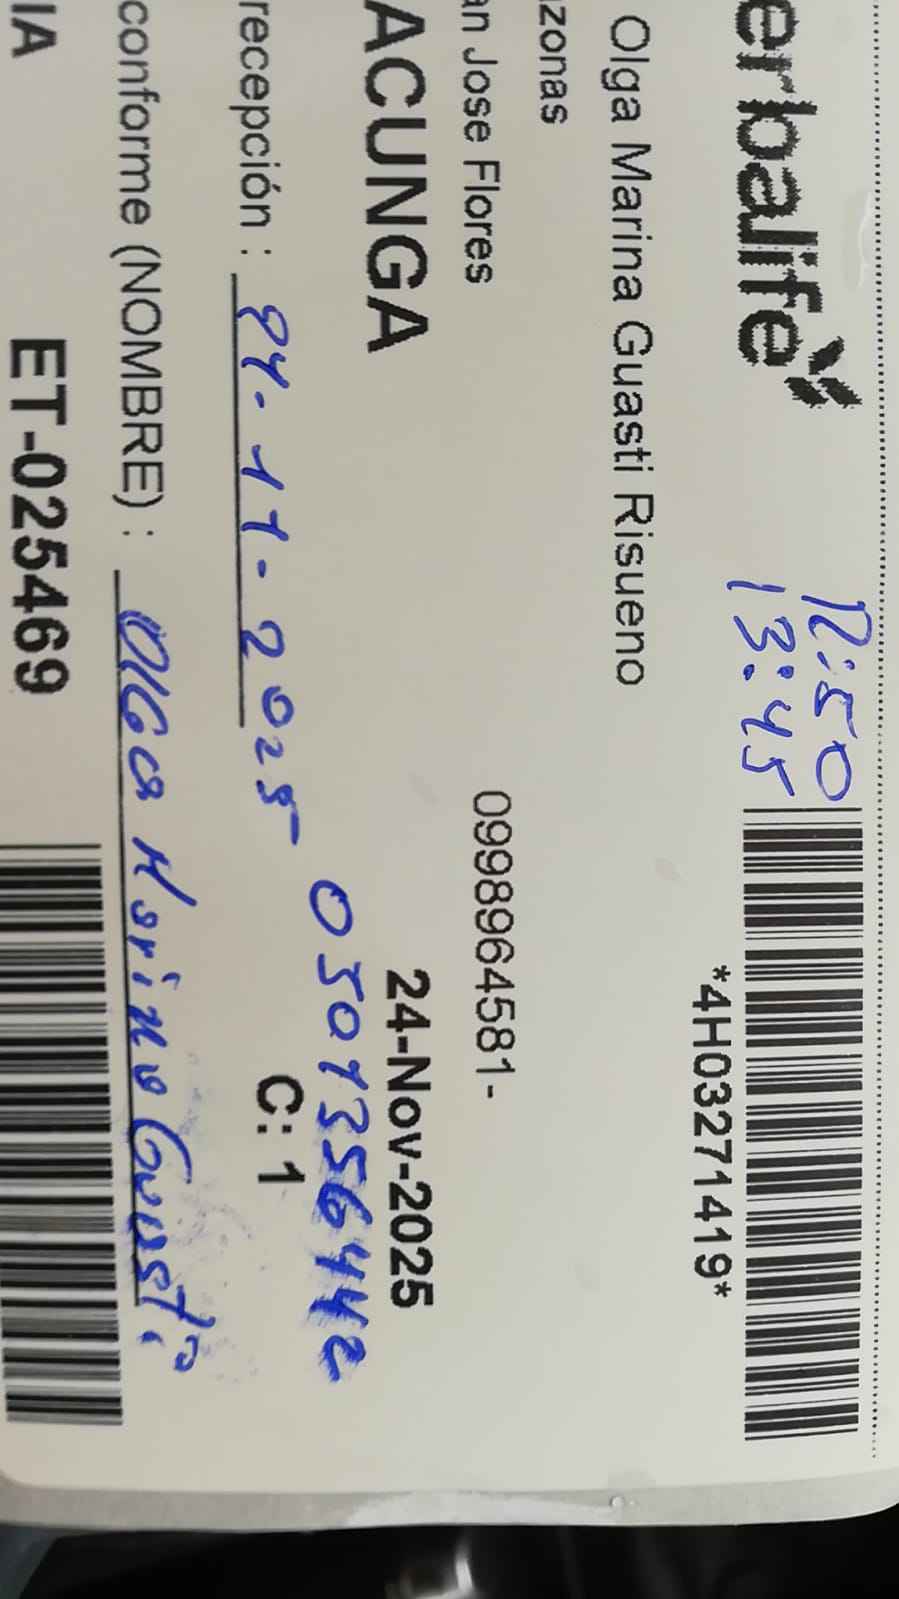 erbalife
12:50
13:45
*4H03271419*
Olga Marina Guasti Risueno
zonas
an Jose Flores
0998964581-
ACUNGA
24-Nov-2025
0501356442
recepción : 24-11-2025
C: 1
conforme (NOMBRE) : Olga Marina Guasti
IA
ET-025469